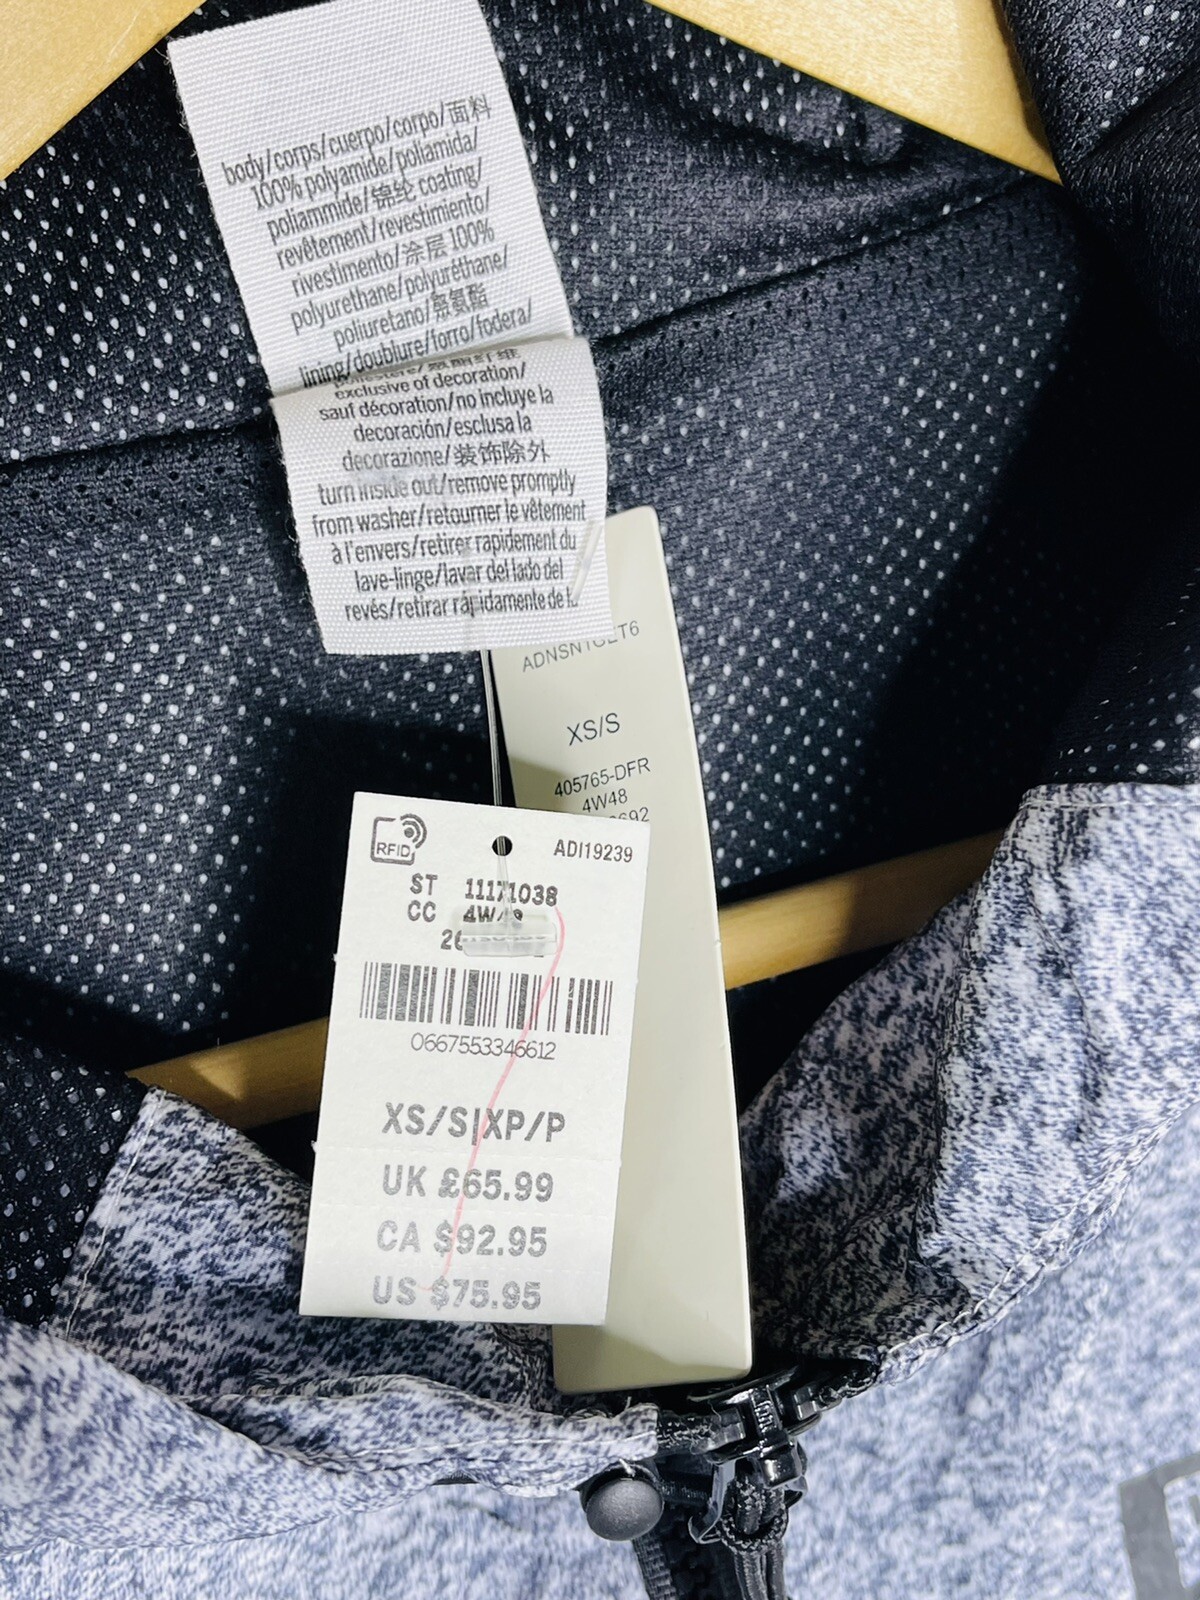 body/corps/cuerpo/corpo/面料
100% polyamide/poliamida/
poliammide/锦纶 coating/
revêtement/revestimiento/
rivestimento/涂层 100%
polyurethane/polyuréthane/
poliuretano/聚氨酯
lining/doublure/forro/fodera/
exclusive of decoration/
sauf décoration/no incluye la
decoración/esclusa la
decorazione/装饰除外
turn inside out/remove promptly
from washer/retourner le vêtement
à l'envers/retirer rapidement du
lave-linge/lavar del lado del
revés/retirar rápidamente de
XS/S
405765-DFR
4W48
RFID
ADI19239
ST 11171038
CC
0667553346612
XS/S|XP/P
UK £65.99
CA $92.95
US $75.95